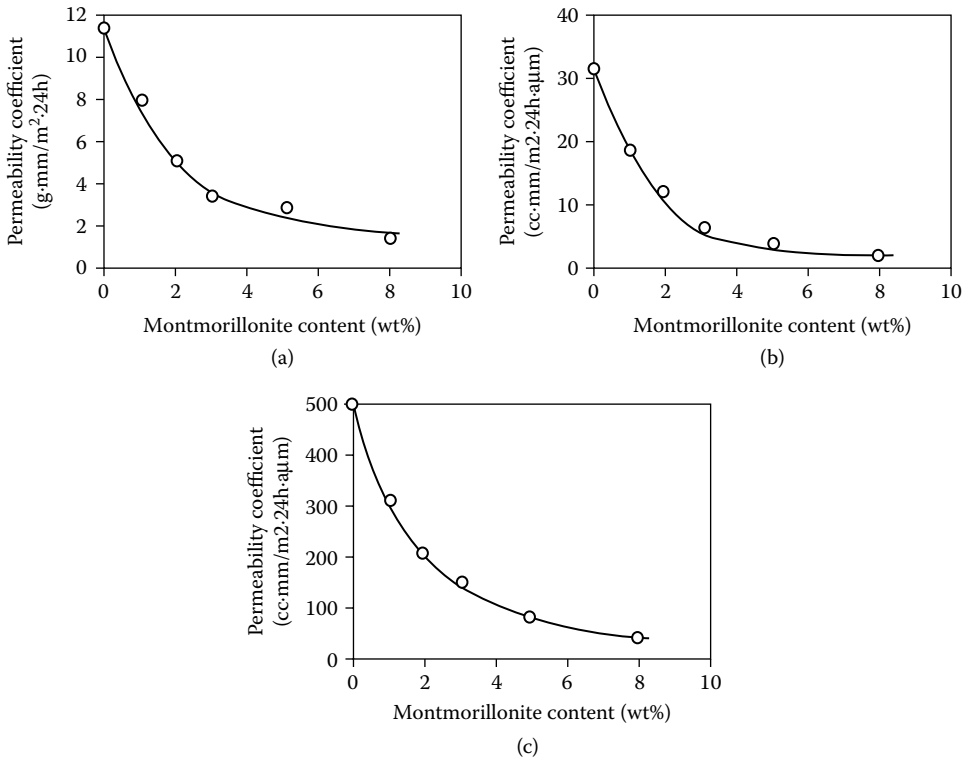 Permeability coefficient
(g·mm/m²·24h)
12
10
8
6
4
2
0
0 2 4 6 8 10
Montmorillonite content (wt%)
(a)
Permeability coefficient
(cc·mm/m2·24h·aμm)
40
30
20
10
0
0 2 4 6 8 10
Montmorillonite content (wt%)
(b)
Permeability coefficient
(cc·mm/m2·24h·aμm)
500
400
300
200
100
0
0 2 4 6 8 10
Montmorillonite content (wt%)
(c)